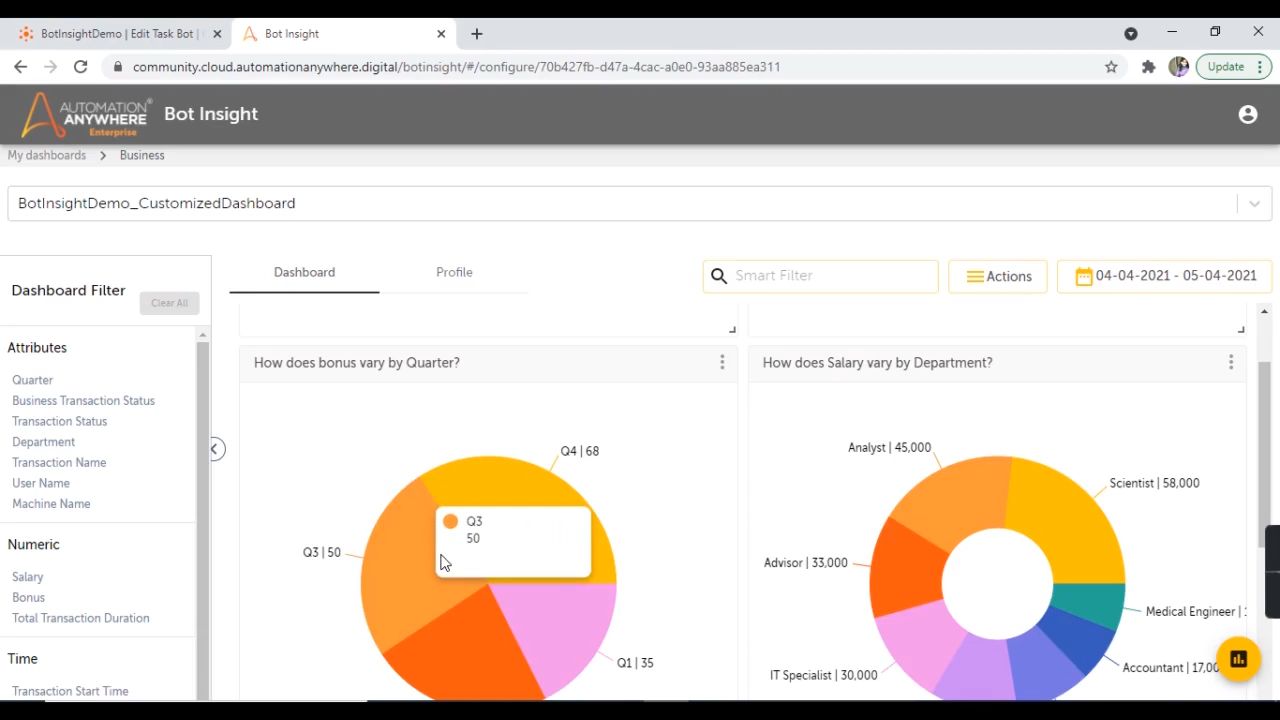 BotInsightDemo | Edit Task Bot |
Bot Insight
community.cloud.automationanywhere.digital/botinsight/#/configure/70b427fb-d47a-4cac-a0e0-93aa885ea311
Update
AUTOMATION
ANYWHERE
Enterprise
Bot Insight
My dashboards
Business
BotInsightDemo_CustomizedDashboard
Dashboard Filter
Clear All
Attributes
Quarter
Business Transaction Status
Transaction Status
Department
Transaction Name
User Name
Machine Name
Numeric
Salary
Bonus
Total Transaction Duration
Time
Transaction Start Time
Dashboard
Profile
Smart Filter
Actions
04-04-2021 - 05-04-2021
How does bonus vary by Quarter?
Q4 | 68
Q3
50
Q3 | 50
Q1 | 35
How does Salary vary by Department?
Analyst | 45,000
Scientist | 58,000
Advisor | 33,000
Medical Engineer |
IT Specialist | 30,000
Accountant | 17,00